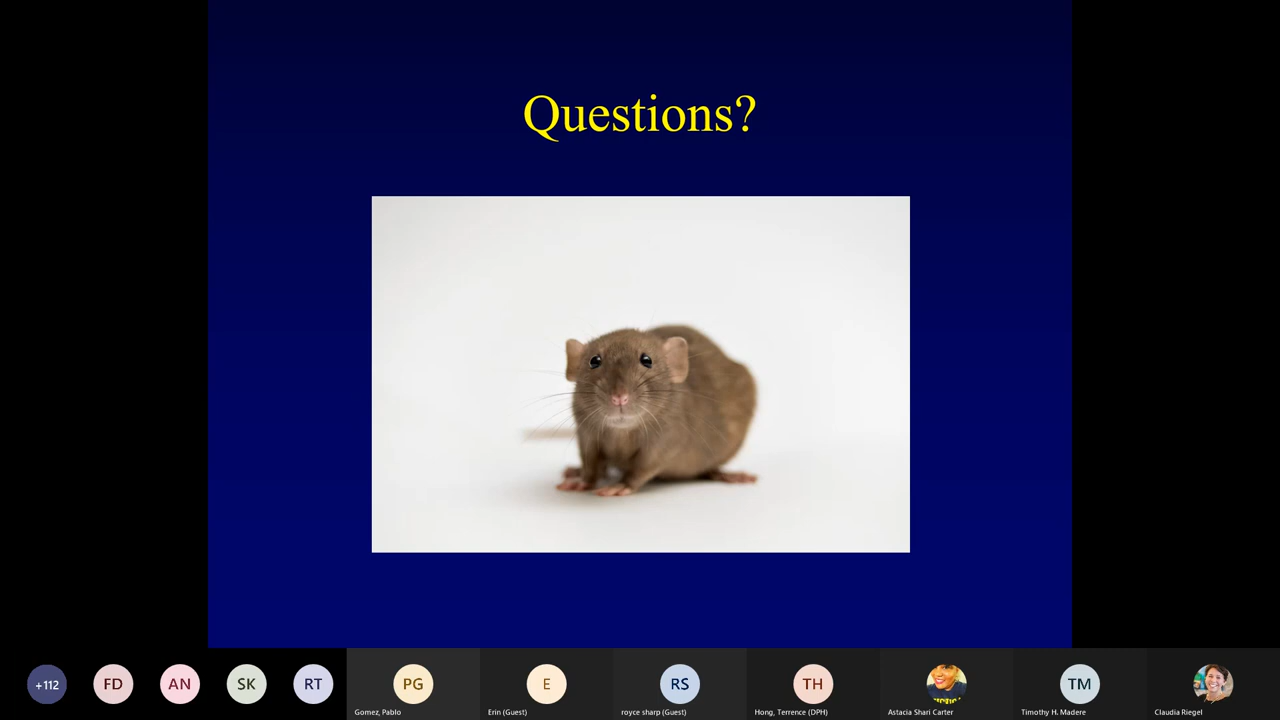 Questions?
+112
FD
AN
SK
RT
PG
E
RS
TH
TM
Gomez, Pablo
Erin (Guest)
royce sharp (Guest)
Hong, Terrence (DPH)
Astacia Shari Carter
Timothy H. Madere
Claudia Riegel